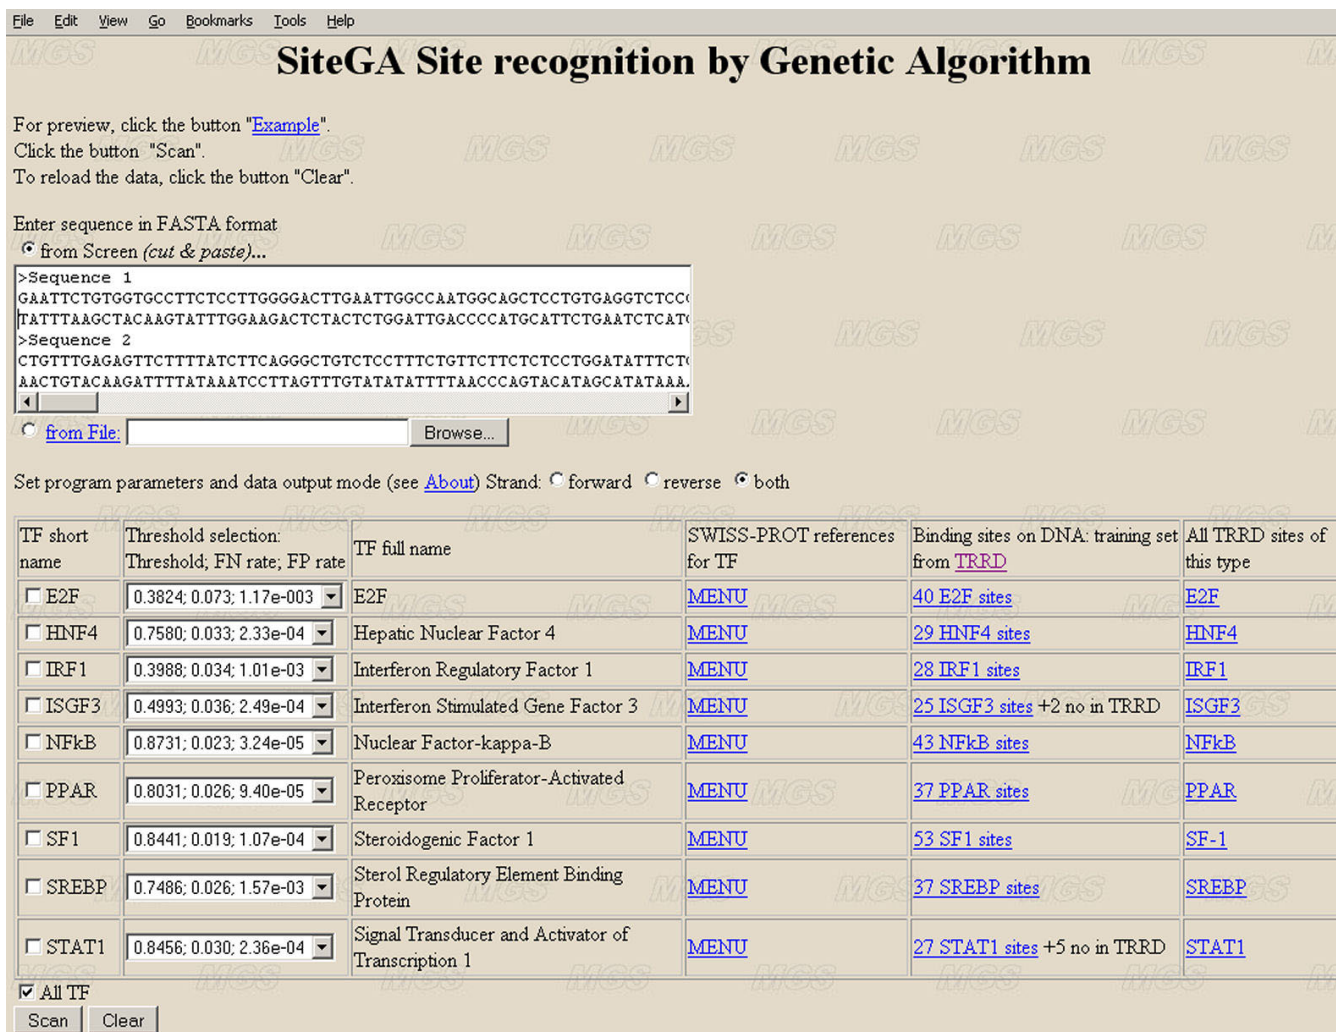 File Edit View Go Bookmarks Tools Help
SiteGA Site recognition by Genetic Algorithm
For preview, click the button "Example".
Click the button "Scan".
To reload the data, click the button "Clear".
Enter sequence in FASTA format
from Screen (cut & paste)...
>Sequence 1
GAATTCTGTGGTGCCTTCTCCTTGGGGACTTGAATTGGCCAATGGCAGCTCCTGTGAGGTCTCC
TATTTAAGCTACAAGTATTTGGAAGACTCTACTCTGGATTGACCCCATGCATTCTGAATCTCAT
>Sequence 2
CTGTTTGAGAGTTCTTTTATCTTCAGGGCTGTCTCCTTTCTGTTCTTCTCTCCTGGATATTTCT
AACTGTACAAGATTTTATAAATCCTTAGTTTGTATATATTTTAACCCAGTACATAGCATATAAA
from File: Browse...
Set program parameters and data output mode (see About) Strand: forward reverse both
TF short name Threshold selection: Threshold; FN rate; FP rate TF full name SWISS-PROT references for TF Binding sites on DNA: training set from TRRD All TRRD sites of this type
E2F 0.3824; 0.073; 1.17e-003 E2F MENU 40 E2F sites E2F
HNF4 0.7580; 0.033; 2.33e-04 Hepatic Nuclear Factor 4 MENU 29 HNF4 sites HNF4
IRF1 0.3988; 0.034; 1.01e-03 Interferon Regulatory Factor 1 MENU 28 IRF1 sites IRF1
ISGF3 0.4993; 0.036; 2.49e-04 Interferon Stimulated Gene Factor 3 MENU 25 ISGF3 sites +2 no in TRRD ISGF3
NFkB 0.8731; 0.023; 3.24e-05 Nuclear Factor-kappa-B MENU 43 NFkB sites NFkB
PPAR 0.8031; 0.026; 9.40e-05 Peroxisome Proliferator-Activated Receptor MENU 37 PPAR sites PPAR
SF1 0.8441; 0.019; 1.07e-04 Steroidogenic Factor 1 MENU 53 SF1 sites SF-1
SREBP 0.7486; 0.026; 1.57e-03 Sterol Regulatory Element Binding Protein MENU 37 SREBP sites SREBP
STAT1 0.8456; 0.030; 2.36e-04 Signal Transducer and Activator of Transcription 1 MENU 27 STAT1 sites +5 no in TRRD STAT1
All TF
Scan Clear